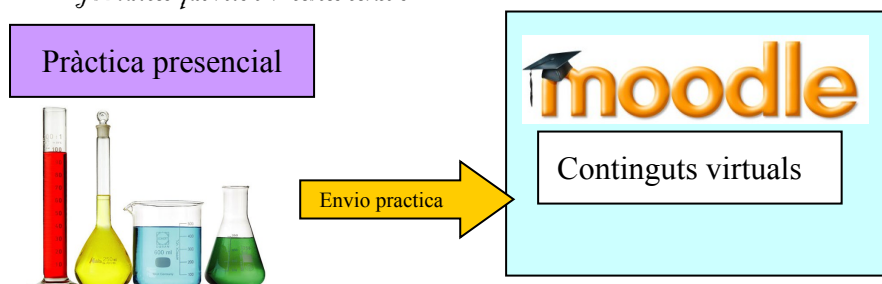 Pràctica presencial
moodle
Continguts virtuals
Envio practica